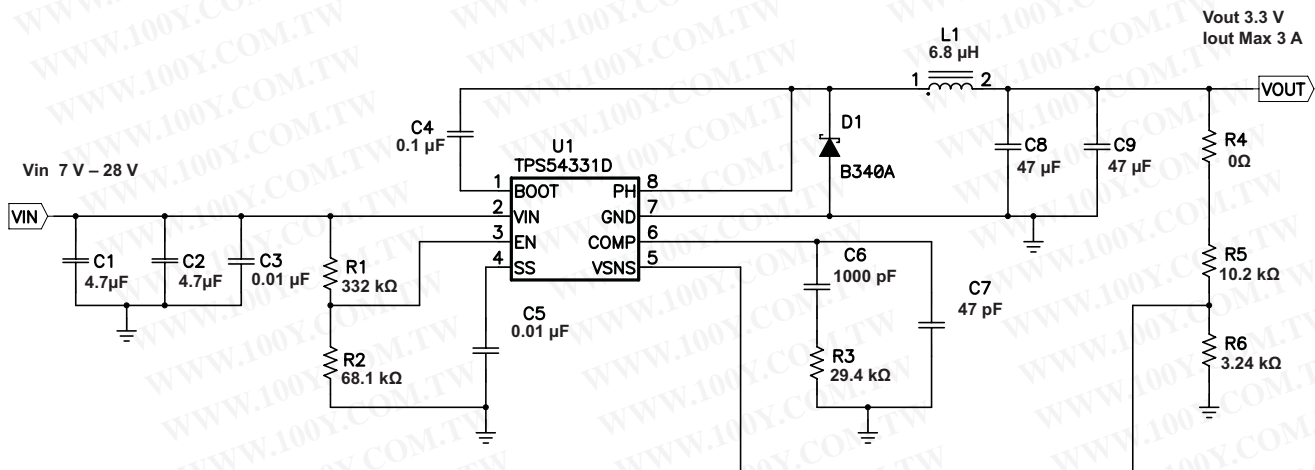 Vout 3.3 V
Iout Max 3 A
L1
6.8 µH
1 2
VOUT
C4
0.1 µF
D1
B340A
C8
47 µF
C9
47 µF
R4
0Ω
U1
TPS54331D
Vin 7 V – 28 V
1 BOOT PH 8
VIN
2 VIN GND 7
3 EN COMP 6
4 SS VSNS 5
C1
4.7µF
C2
4.7µF
C3
0.01 µF
R1
332 kΩ
C6
1000 pF
C7
47 pF
R5
10.2 kΩ
C5
0.01 µF
R2
68.1 kΩ
R3
29.4 kΩ
R6
3.24 kΩ
WWW.100Y.COM.TW